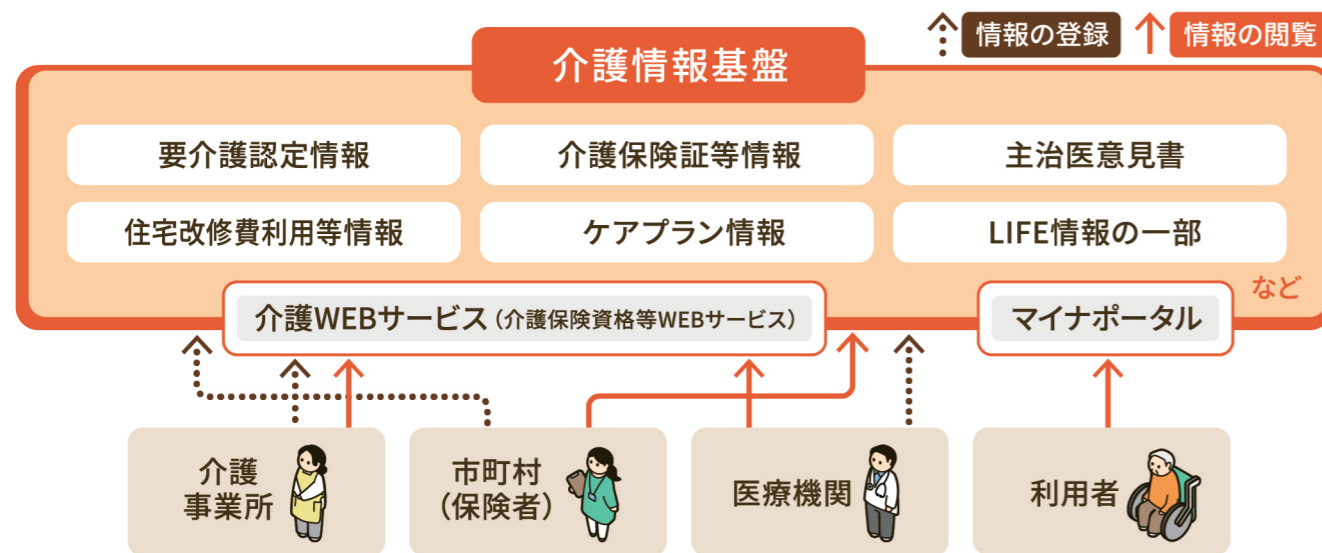 情報の登録
情報の閲覧
介護情報基盤
要介護認定情報
介護保険証等情報
主治医意見書
住宅改修費利用等情報
ケアプラン情報
LIFE情報の一部
など
介護WEBサービス(介護保険資格等WEBサービス)
マイナポータル
介護
事業所
市町村
(保険者)
医療機関
利用者